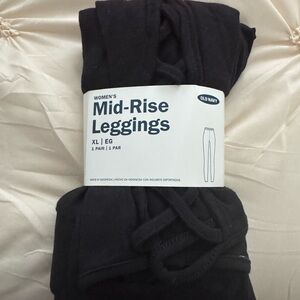 WOMEN'S
Mid-Rise
Leggings
OLD NAVY
XL | EG
1 PAIR | 1 PAR